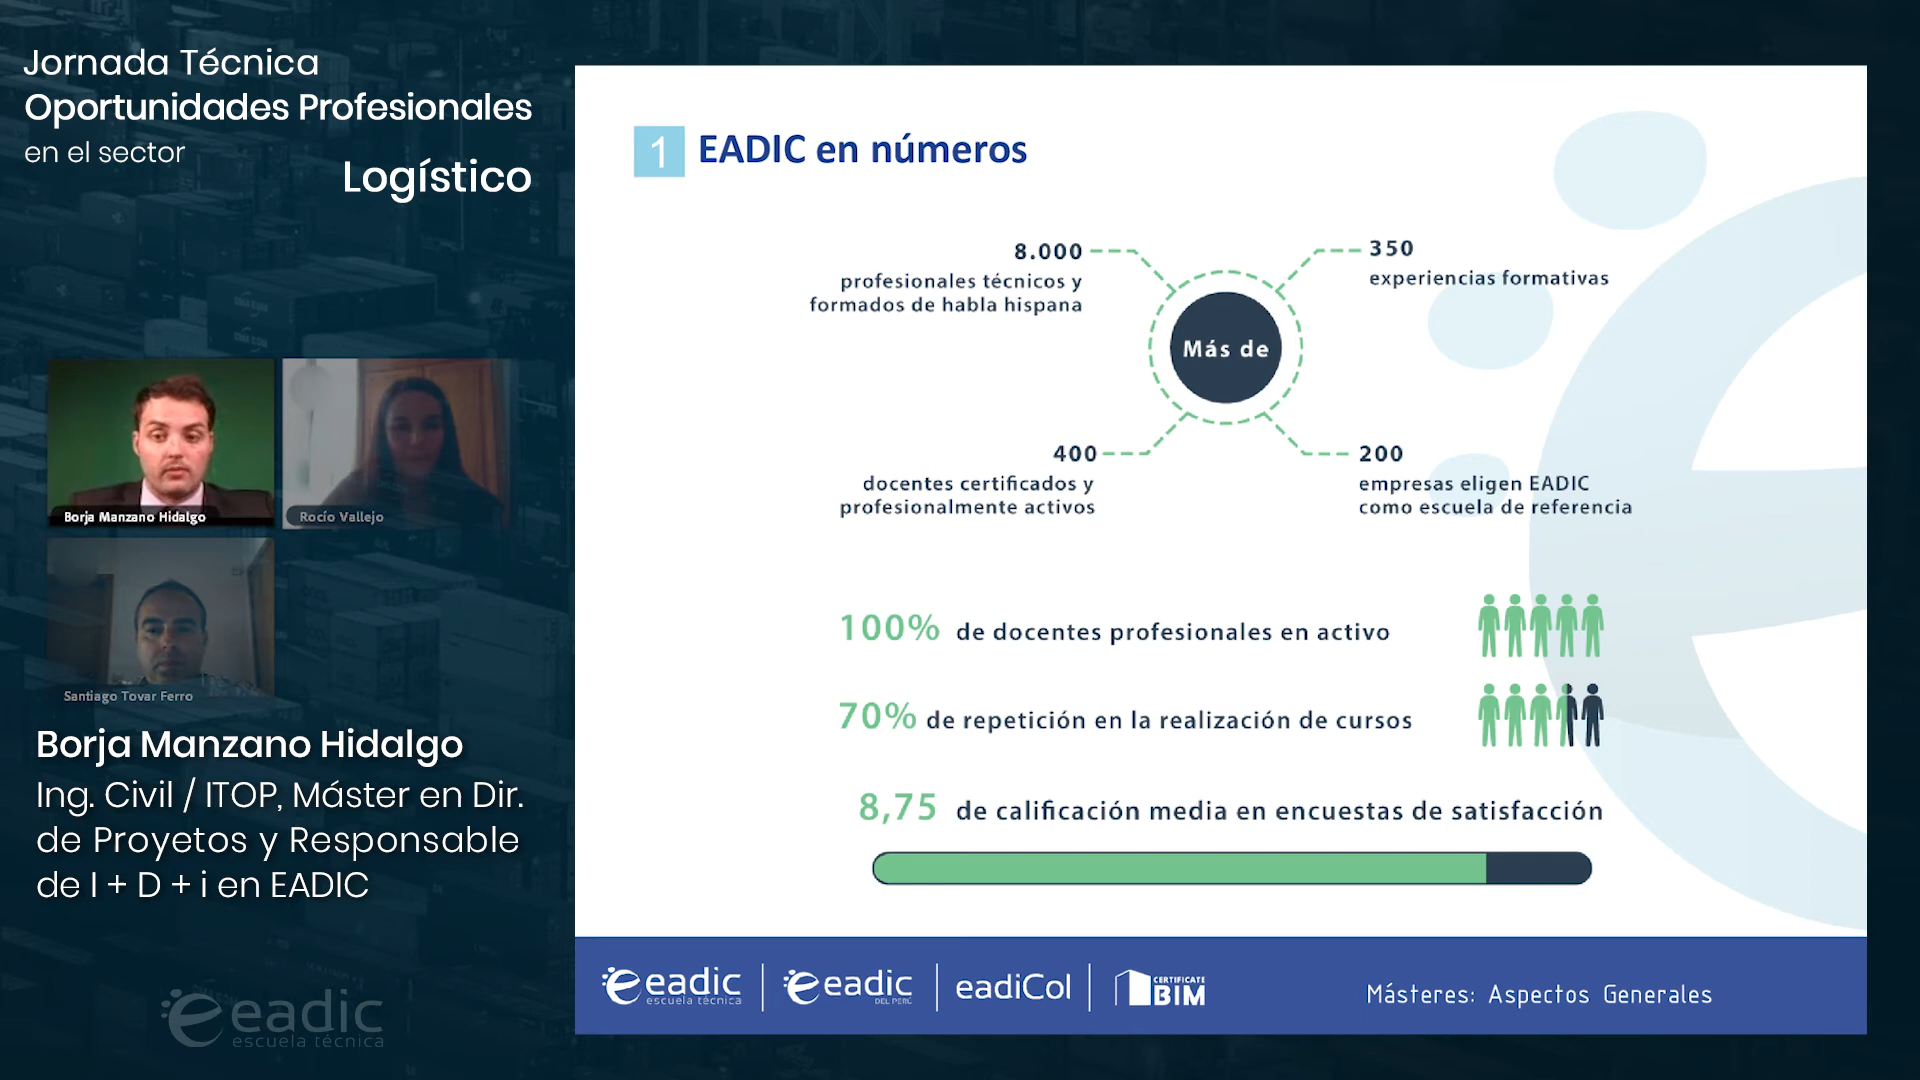 Jornada Técnica
Oportunidades Profesionales
en el sector
Logístico
Borja Manzano Hidalgo
Rocío Vallejo
Santiago Tovar Ferro
Borja Manzano Hidalgo
Ing. Civil / ITOP, Máster en Dir.
de Proyetos y Responsable
de I + D + i en EADIC
eadic
escuela técnica
1 EADIC en números
8.000
profesionales técnicos y
formados de habla hispana
350
experiencias formativas
Más de
400
docentes certificados y
profesionalmente activos
200
empresas eligen EADIC
como escuela de referencia
100% de docentes profesionales en activo
70% de repetición en la realización de cursos
8,75 de calificación media en encuestas de satisfacción
eadic
escuela técnica
eadic
DEL PERÚ
eadiCol
CERTIFICATE
BIM
Másteres: Aspectos Generales